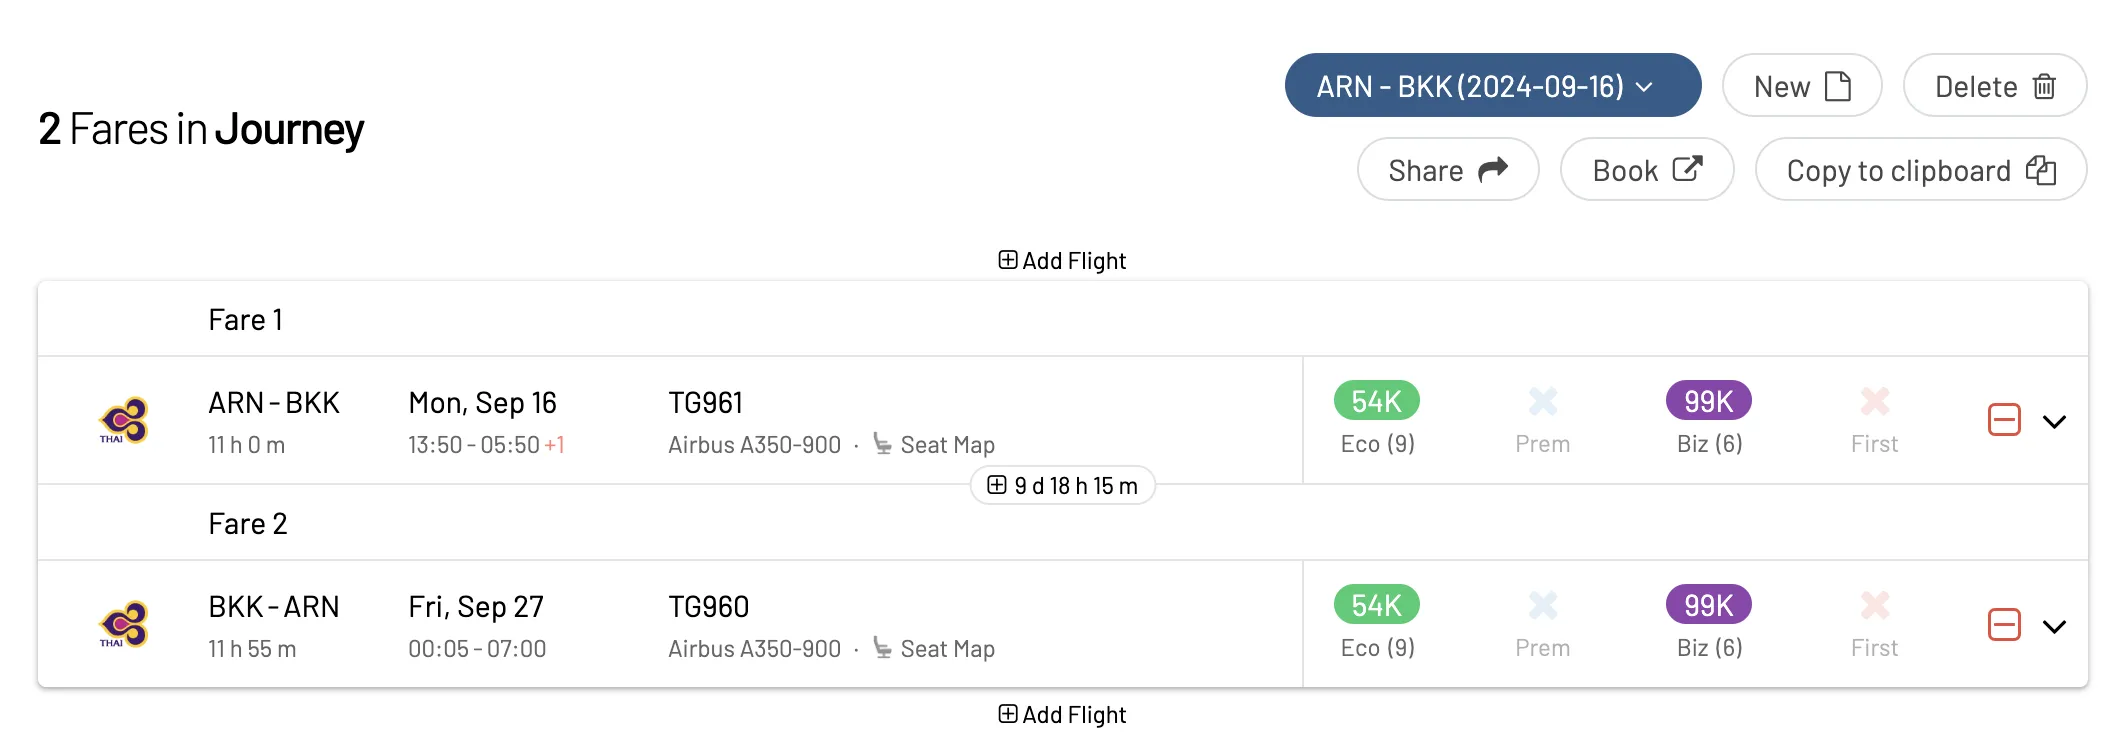 2 Fares in Journey
ARN - BKK (2024-09-16)
New
Delete
Share
Book
Copy to clipboard
Add Flight
Fare 1
THAI
ARN - BKK
11 h 0 m
Mon, Sep 16
13:50 - 05:50 +1
TG961
Airbus A350-900 · Seat Map
54K
Eco (9)
Prem
99K
Biz (6)
First
9 d 18 h 15 m
Fare 2
THAI
BKK - ARN
11 h 55 m
Fri, Sep 27
00:05 - 07:00
TG960
Airbus A350-900 · Seat Map
54K
Eco (9)
Prem
99K
Biz (6)
First
Add Flight